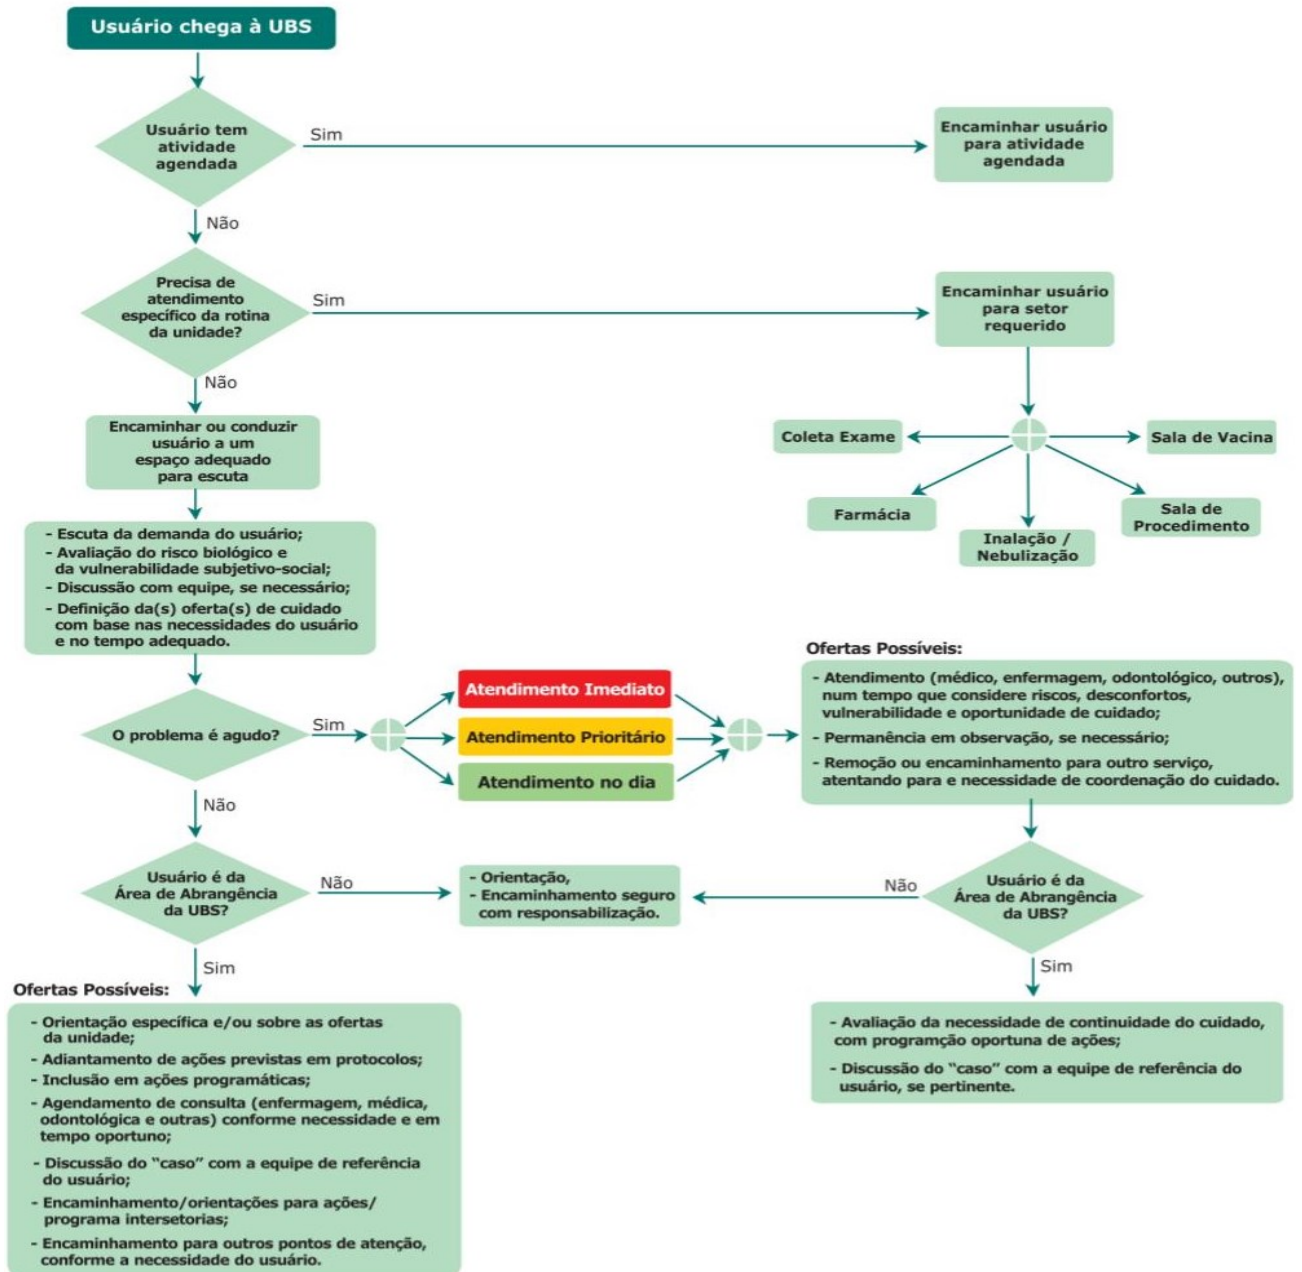 Usuário chega à UBS
Usuário tem
atividade
agendada
Sim
Encaminhar usuário
para atividade
agendada
Não
Precisa de
atendimento
específico da rotina
da unidade?
Sim
Encaminhar usuário
para setor
requerido
Não
Coleta Exame
Sala de Vacina
Farmácia
Sala de
Procedimento
Inalação /
Nebulização
Encaminhar ou conduzir
usuário a um
espaço adequado
para escuta
- Escuta da demanda do usuário;
- Avaliação do risco biológico e
da vulnerabilidade subjetivo-social;
- Discussão com equipe, se necessário;
- Definição da(s) oferta(s) de cuidado
com base nas necessidades do usuário
e no tempo adequado.
O problema é agudo?
Sim
Atendimento Imediato
Atendimento Prioritário
Atendimento no dia
Ofertas Possíveis:
- Atendimento (médico, enfermagem, odontológico, outros),
num tempo que considere riscos, desconfortos,
vulnerabilidade e oportunidade de cuidado;
- Permanência em observação, se necessário;
- Remoção ou encaminhamento para outro serviço,
atentando para e necessidade de coordenação do cuidado.
Não
Usuário é da
Área de Abrangência
da UBS?
Não
- Orientação,
- Encaminhamento seguro
com responsabilização.
Não
Usuário é da
Área de Abrangência
da UBS?
Sim
Sim
Ofertas Possíveis:
- Orientação específica e/ou sobre as ofertas
da unidade;
- Adiantamento de ações previstas em protocolos;
- Inclusão em ações programáticas;
- Agendamento de consulta (enfermagem, médica,
odontológica e outras) conforme necessidade e em
tempo oportuno;
- Discussão do “caso” com a equipe de referência
do usuário;
- Encaminhamento/orientações para ações/
programa intersetorias;
- Encaminhamento para outros pontos de atenção,
conforme a necessidade do usuário.
- Avaliação da necessidade de continuidade do cuidado,
com programção oportuna de ações;
- Discussão do “caso” com a equipe de referência do
usuário, se pertinente.